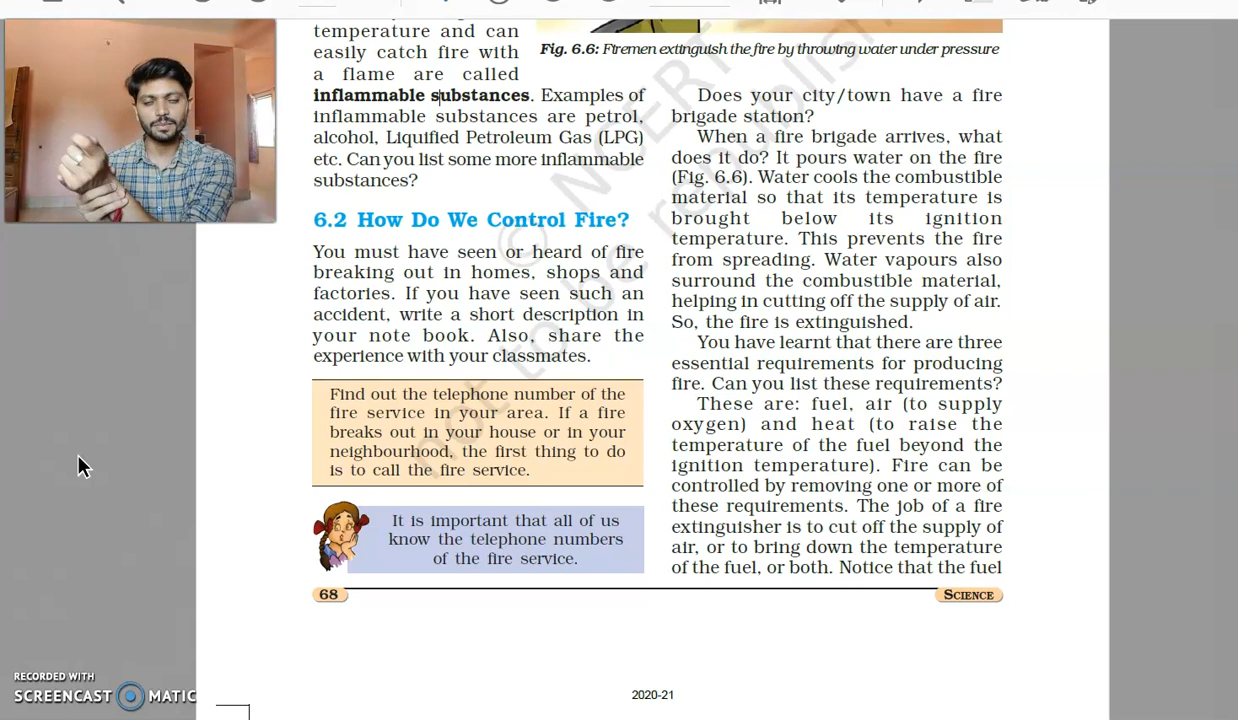 temperature and can
easily catch fire with
a flame are called
inflammable substances. Examples of
inflammable substances are petrol,
alcohol, Liquified Petroleum Gas (LPG)
etc. Can you list some more inflammable
substances?
6.2 How Do We Control Fire?
You must have seen or heard of fire
breaking out in homes, shops and
factories. If you have seen such an
accident, write a short description in
your note book. Also, share the
experience with your classmates.
Find out the telephone number of the
fire service in your area. If a fire
breaks out in your house or in your
neighbourhood, the first thing to do
is to call the fire service.
It is important that all of us
know the telephone numbers
of the fire service.
Fig. 6.6: Firemen extinguish the fire by throwing water under pressure
Does your city/town have a fire
brigade station?
When a fire brigade arrives, what
does it do? It pours water on the fire
(Fig. 6.6). Water cools the combustible
material so that its temperature is
brought below its ignition
temperature. This prevents the fire
from spreading. Water vapours also
surround the combustible material,
helping in cutting off the supply of air.
So, the fire is extinguished.
You have learnt that there are three
essential requirements for producing
fire. Can you list these requirements?
These are: fuel, air (to supply
oxygen) and heat (to raise the
temperature of the fuel beyond the
ignition temperature). Fire can be
controlled by removing one or more of
these requirements. The job of a fire
extinguisher is to cut off the supply of
air, or to bring down the temperature
of the fuel, or both. Notice that the fuel
68
SCIENCE
2020-21
© NCERT
not to be republish
RECORDED WITH
SCREENCAST MATIC